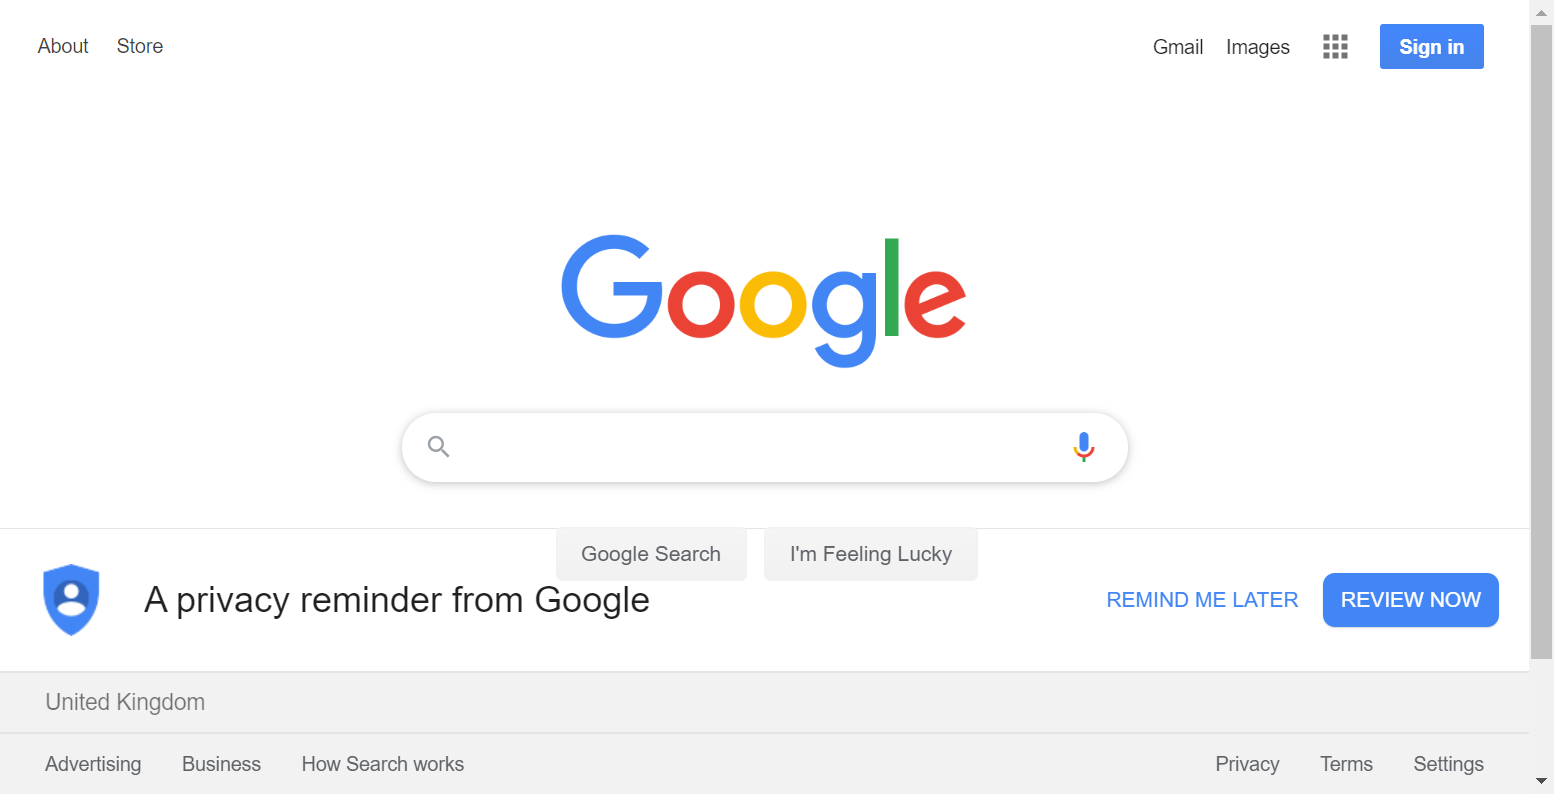 About Store
Gmail Images Sign in
Google
Google Search I'm Feeling Lucky
A privacy reminder from Google
REMIND ME LATER REVIEW NOW
United Kingdom
Advertising Business How Search works
Privacy Terms Settings